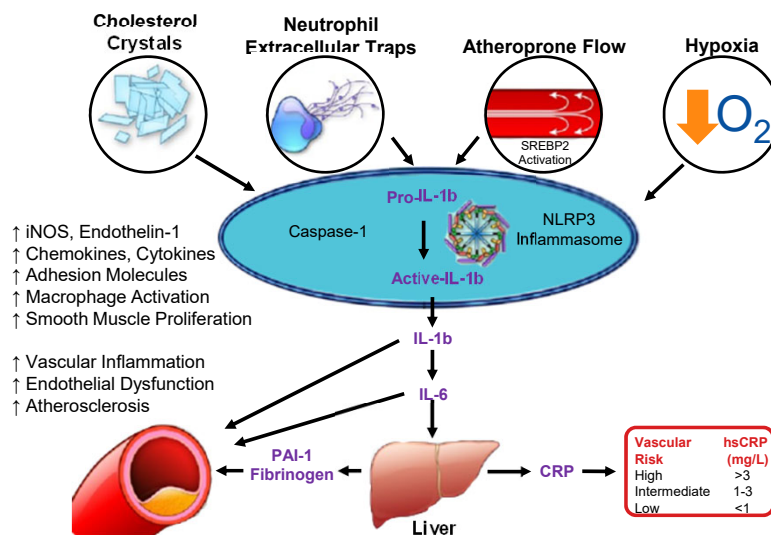 Cholesterol
Crystals
Neutrophil
Extracellular Traps
Atheroprone Flow
Hypoxia
SREBP2
Activation
O2
Pro-IL-1b
Caspase-1
NLRP3
Inflammasome
Active-IL-1b
↑ iNOS, Endothelin-1
↑ Chemokines, Cytokines
↑ Adhesion Molecules
↑ Macrophage Activation
↑ Smooth Muscle Proliferation
↑ Vascular Inflammation
↑ Endothelial Dysfunction
↑ Atherosclerosis
IL-1b
IL-6
PAI-1
Fibrinogen
Liver
CRP
Vascular hsCRP
Risk (mg/L)
High >3
Intermediate 1-3
Low <1